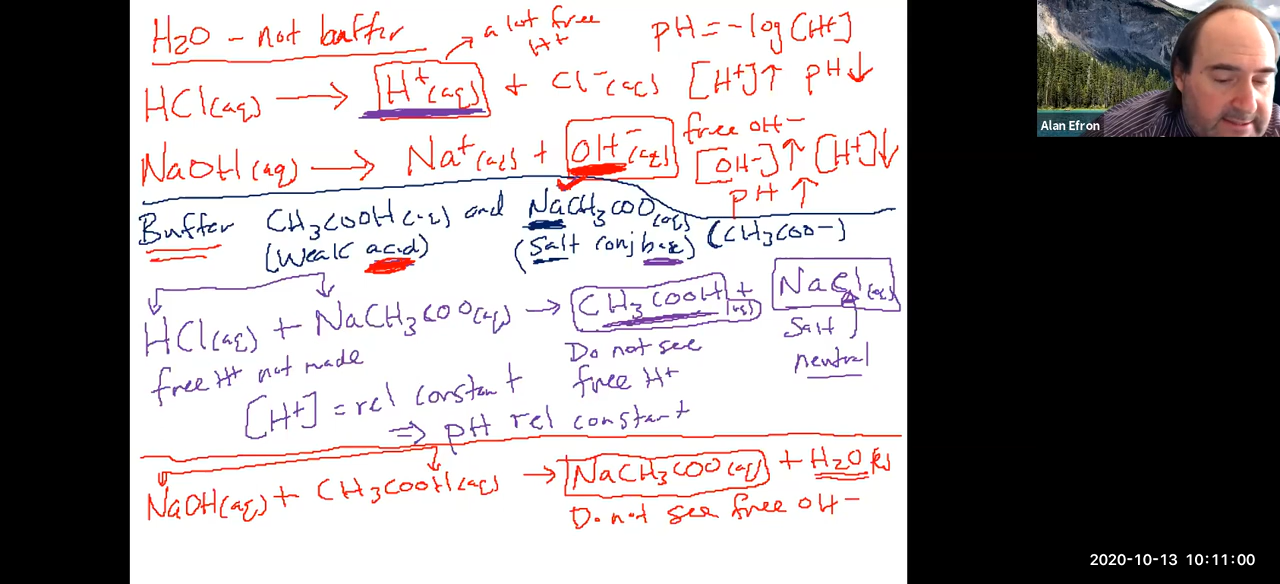 H2O - not buffer
a lot free H+
pH = -log [H+]
HCl(aq) → H+(aq) + Cl-(aq) [H+]↑ pH↓
free OH-
NaOH(aq) → Na+(aq) + OH-(aq) [OH-]↑ [H+]↓
pH ↑
Buffer CH3COOH(aq) and NaCH3COO(aq)
(Weak acid) (Salt conj base) (CH3COO-)
HCl(aq) + NaCH3COO(aq) → CH3COOH(aq) + NaCl(aq)
free H+ not made
Do not see
free H+
Salt
neutral
[H+] = rel constant
⇒ pH rel constant
NaOH(aq) + CH3COOH(aq) → NaCH3COO(aq) + H2O(l)
Do not see free OH-
Alan Efron
2020-10-13 10:11:00